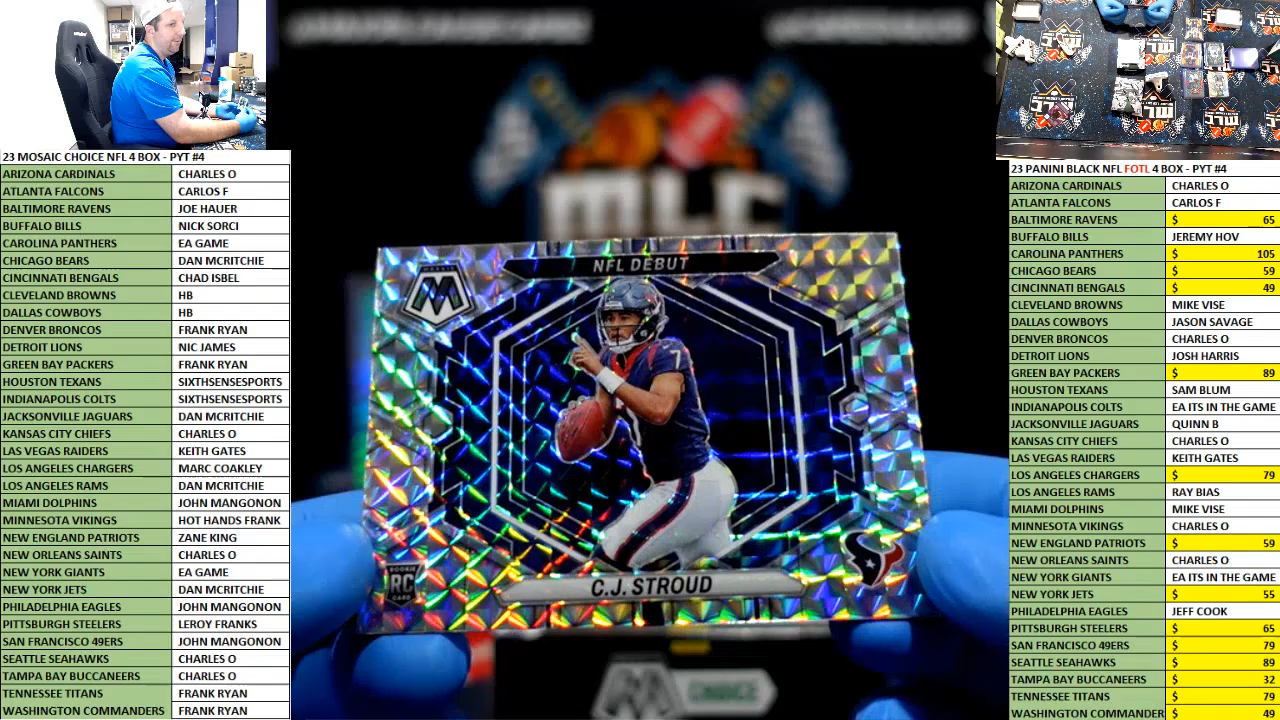 23 MOSAIC CHOICE NFL 4 BOX - PYT #4
ARIZONA CARDINALS CHARLES O
ATLANTA FALCONS CARLOS F
BALTIMORE RAVENS JOE HAUER
BUFFALO BILLS NICK SORCI
CAROLINA PANTHERS EA GAME
CHICAGO BEARS DAN MCRITCHIE
CINCINNATI BENGALS CHAD ISBEL
CLEVELAND BROWNS HB
DALLAS COWBOYS HB
DENVER BRONCOS FRANK RYAN
DETROIT LIONS NIC JAMES
GREEN BAY PACKERS FRANK RYAN
HOUSTON TEXANS SIXTHSENSESPORTS
INDIANAPOLIS COLTS SIXTHSENSESPORTS
JACKSONVILLE JAGUARS DAN MCRITCHIE
KANSAS CITY CHIEFS CHARLES O
LAS VEGAS RAIDERS KEITH GATES
LOS ANGELES CHARGERS MARC COAKLEY
LOS ANGELES RAMS DAN MCRITCHIE
MIAMI DOLPHINS JOHN MANGONON
MINNESOTA VIKINGS HOT HANDS FRANK
NEW ENGLAND PATRIOTS ZANE KING
NEW ORLEANS SAINTS CHARLES O
NEW YORK GIANTS EA GAME
NEW YORK JETS DAN MCRITCHIE
PHILADELPHIA EAGLES JOHN MANGONON
PITTSBURGH STEELERS LEROY FRANKS
SAN FRANCISCO 49ERS JOHN MANGONON
SEATTLE SEAHAWKS CHARLES O
TAMPA BAY BUCCANEERS CHARLES O
TENNESSEE TITANS FRANK RYAN
WASHINGTON COMMANDERS FRANK RYAN
MLC
NFL DEBUT
MOSAIC
M
7
ROOKIE
RC
CARD
C.J. STROUD
M CHOICE
23 PANINI BLACK NFL FOTL 4 BOX - PYT #4
ARIZONA CARDINALS CHARLES O
ATLANTA FALCONS CARLOS F
BALTIMORE RAVENS $ 65
BUFFALO BILLS JEREMY HOV
CAROLINA PANTHERS $ 105
CHICAGO BEARS $ 59
CINCINNATI BENGALS $ 49
CLEVELAND BROWNS MIKE VISE
DALLAS COWBOYS JASON SAVAGE
DENVER BRONCOS CHARLES O
DETROIT LIONS JOSH HARRIS
GREEN BAY PACKERS $ 89
HOUSTON TEXANS SAM BLUM
INDIANAPOLIS COLTS EA ITS IN THE GAME
JACKSONVILLE JAGUARS QUINN B
KANSAS CITY CHIEFS CHARLES O
LAS VEGAS RAIDERS KEITH GATES
LOS ANGELES CHARGERS $ 79
LOS ANGELES RAMS RAY BIAS
MIAMI DOLPHINS MIKE VISE
MINNESOTA VIKINGS CHARLES O
NEW ENGLAND PATRIOTS $ 59
NEW ORLEANS SAINTS CHARLES O
NEW YORK GIANTS EA ITS IN THE GAME
NEW YORK JETS $ 55
PHILADELPHIA EAGLES JEFF COOK
PITTSBURGH STEELERS $ 65
SAN FRANCISCO 49ERS $ 79
SEATTLE SEAHAWKS $ 89
TAMPA BAY BUCCANEERS $ 32
TENNESSEE TITANS $ 79
WASHINGTON COMMANDER $ 49